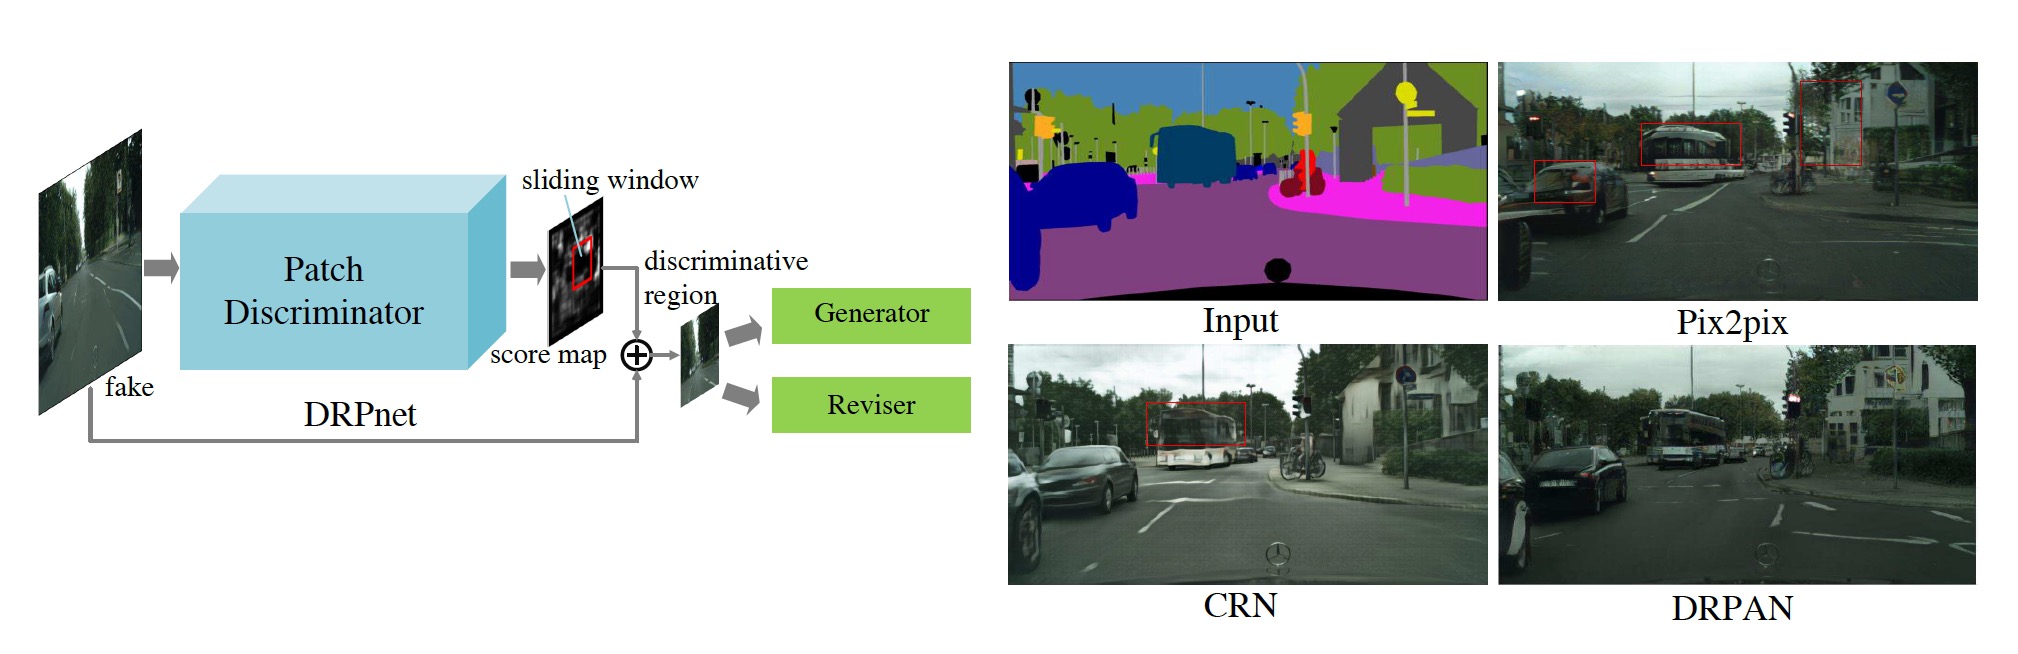 sliding window
Patch
Discriminator
discriminative
region
Generator
score map
fake
DRPnet
Reviser
Input
Pix2pix
CRN
DRPAN